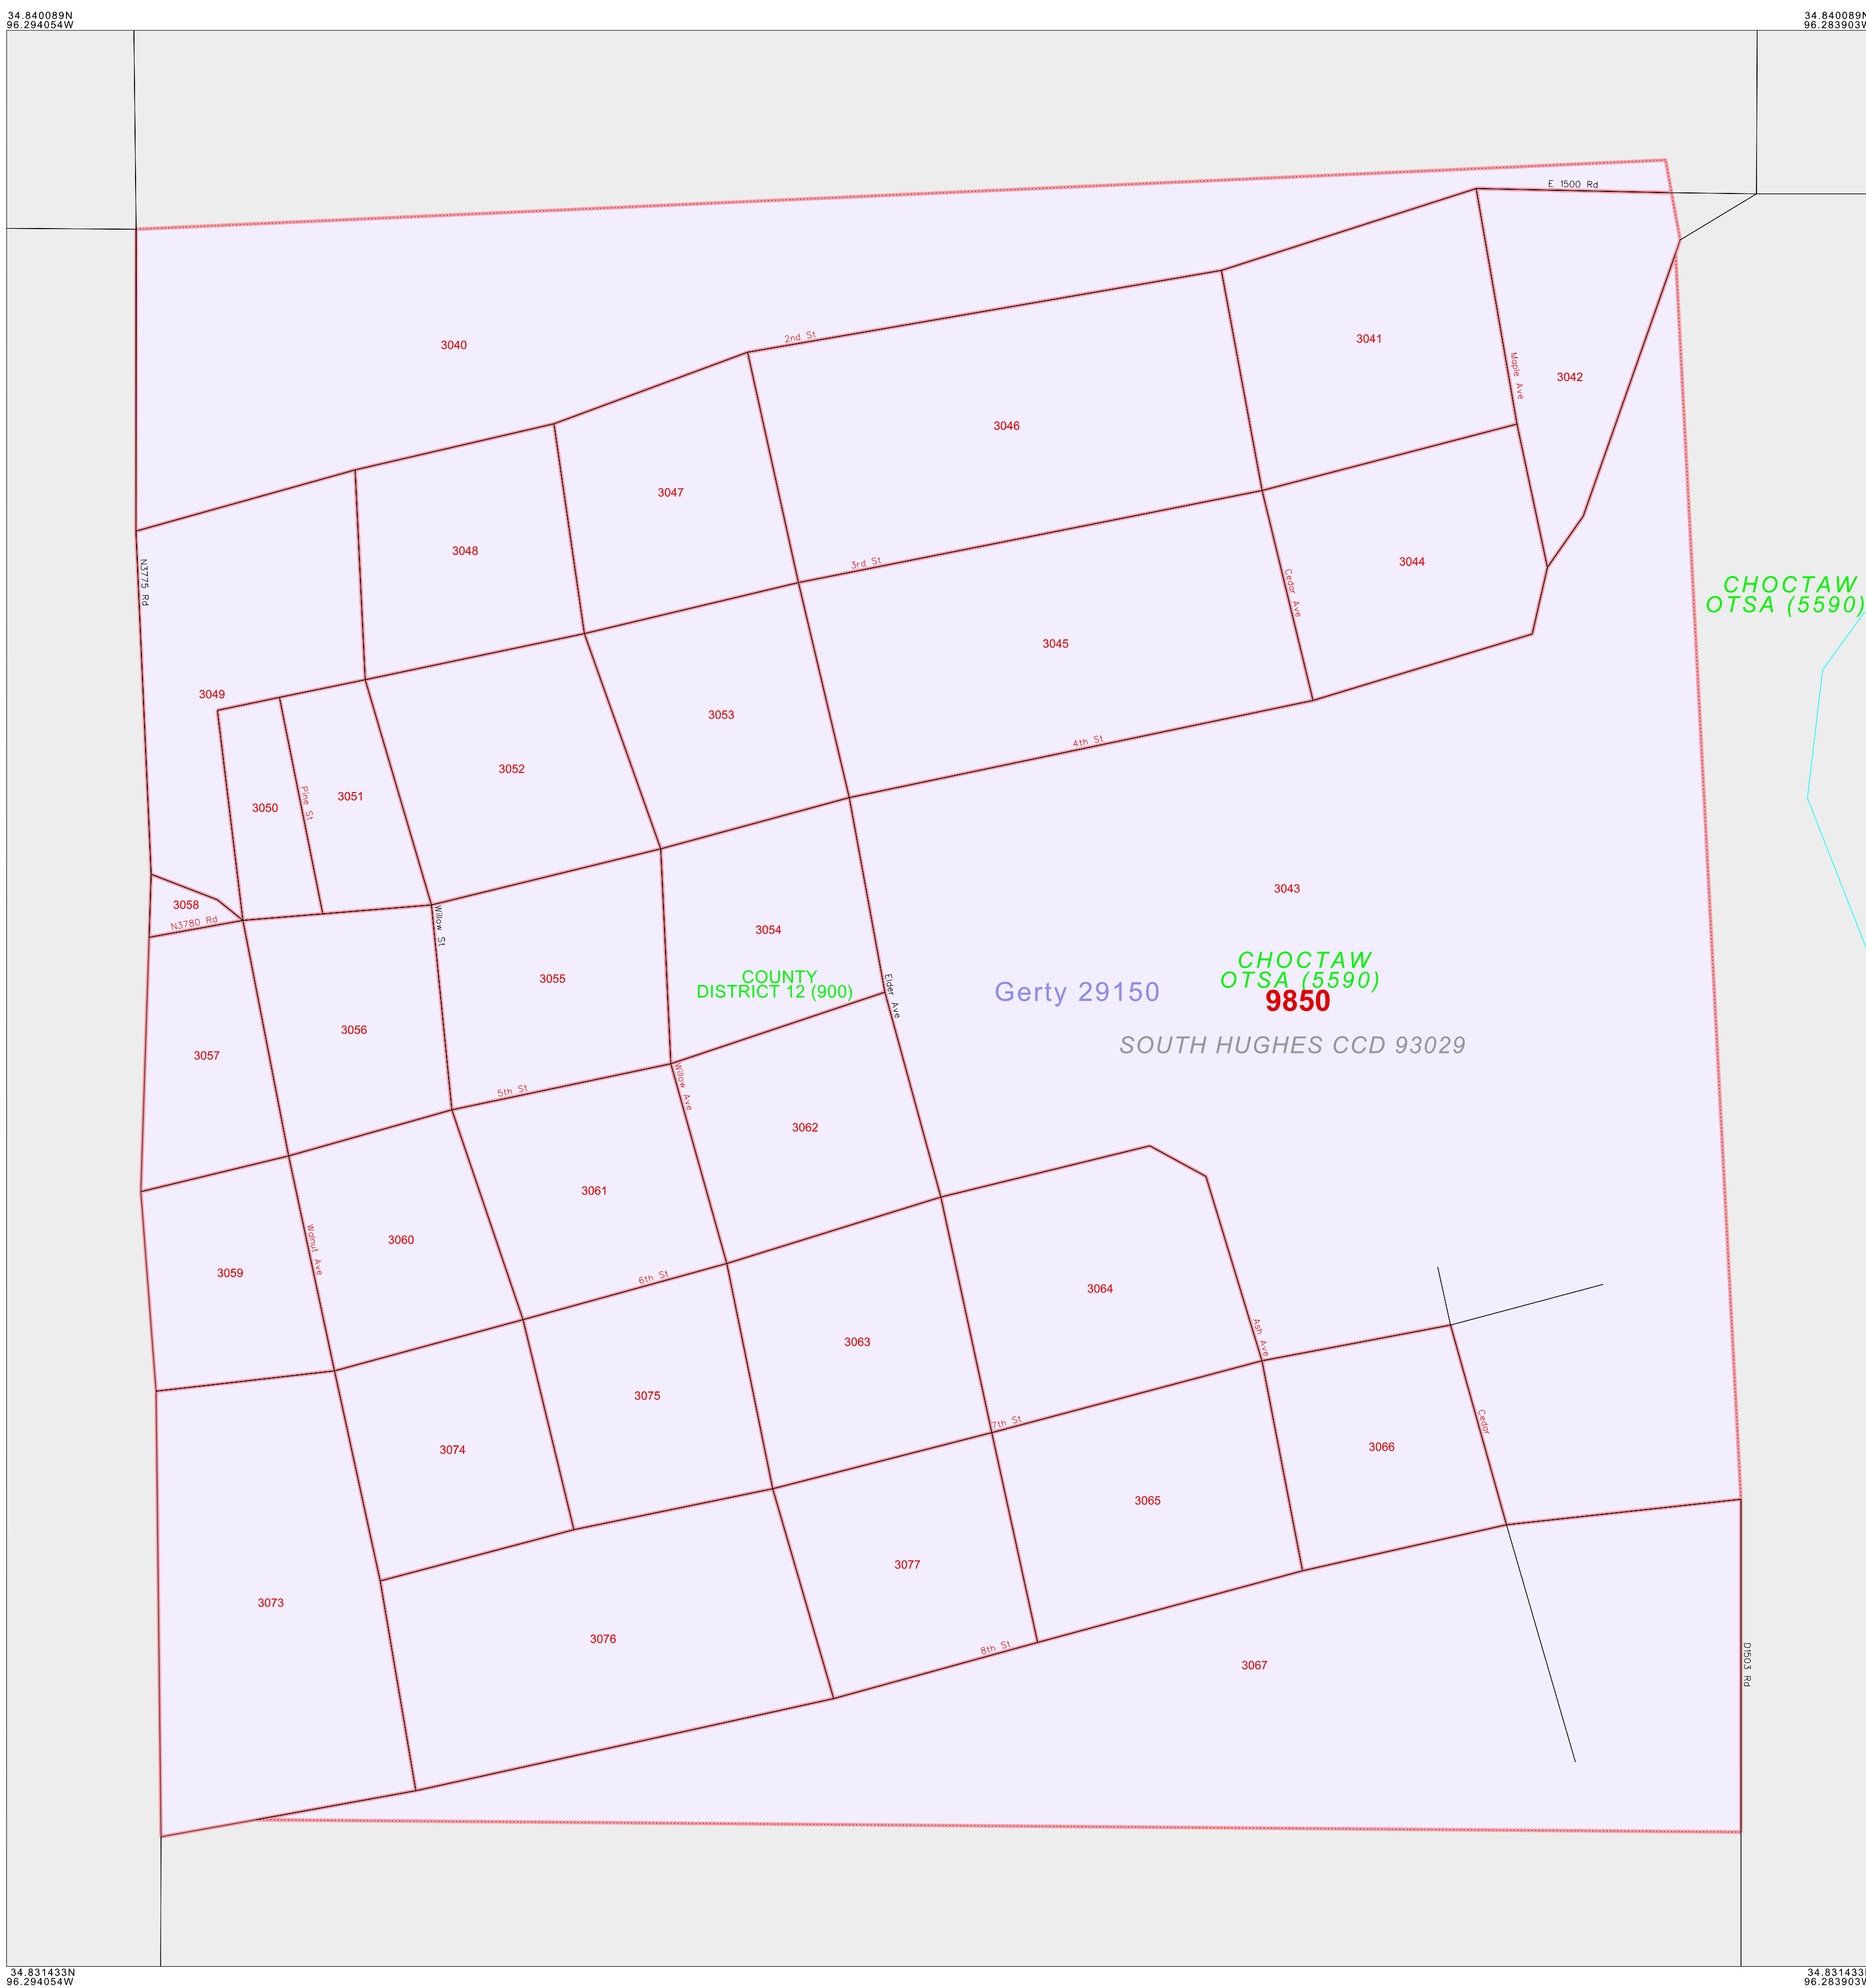 34.840089N
96.294054W
34.840089N
96.283903W
E 1500 Rd
2nd St
3041
3040
Maple Ave
3042
3046
3047
3048
3rd St
3044
N3775 Rd
Cedar Ave
CHOCTAW
OTSA (5590)
3045
3049
3053
4th St
3052
3051
3050
Pine St
3043
3058
N3780 Rd
Willow St
3054
3055
COUNTY
DISTRICT 12 (900)
Elder Ave
Gerty 29150
CHOCTAW
OTSA (5590)
9850
SOUTH HUGHES CCD 93029
3056
3057
5th St
Willow Ave
3062
3061
3060
Walnut Ave
3059
6th St
3064
3063
Ash Ave
3075
7th St
Cedar
3074
3066
3065
3077
3073
3076
8th St
3067
D1503 Rd
34.831433N
96.294054W
34.831433N
96.283903W